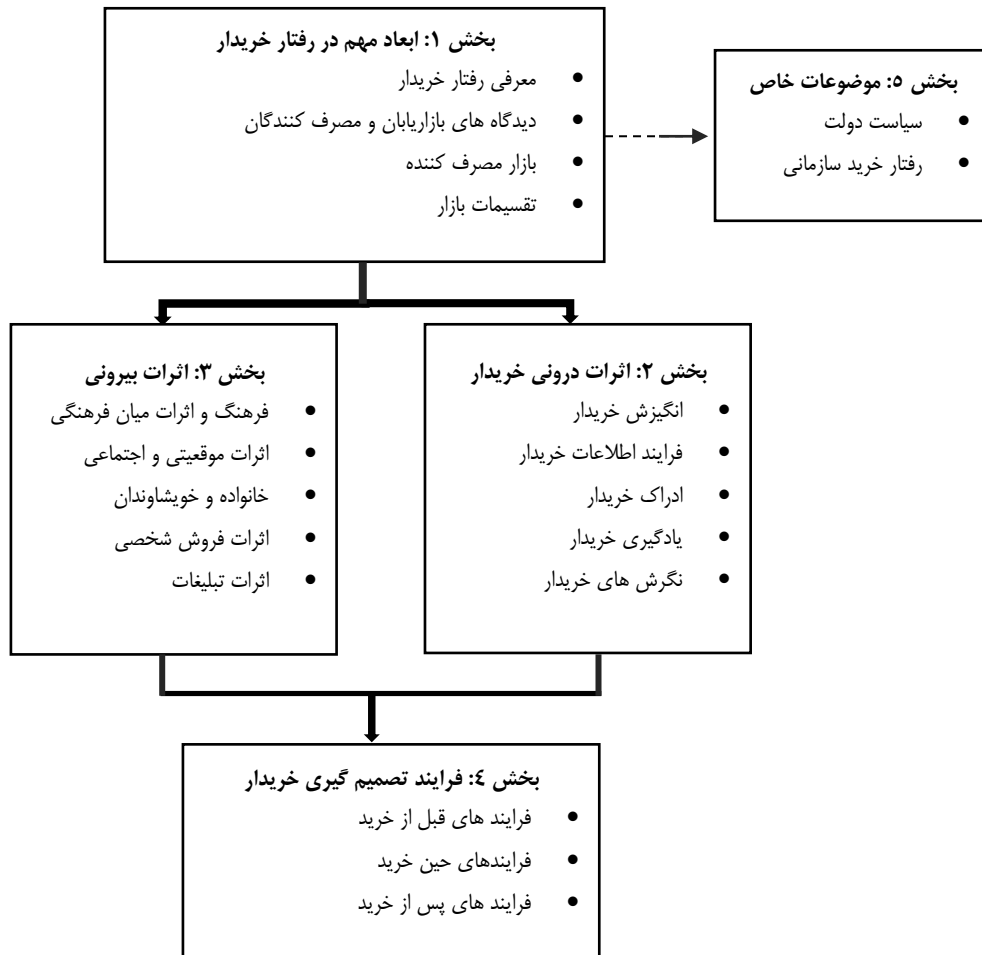 بخش ۱: ابعاد مهم در رفتار خریدار
• معرفی رفتار خریدار
• دیدگاه های بازاریابان و مصرف کنندگان
• بازار مصرف کننده
• تقسیمات بازار
بخش ۵: موضوعات خاص
• سیاست دولت
• رفتار خرید سازمانی
بخش ۲: اثرات درونی خریدار
• انگیزش خریدار
• فرایند اطلاعات خریدار
• ادراک خریدار
• یادگیری خریدار
• نگرش های خریدار
بخش ۳: اثرات بیرونی
• فرهنگ و اثرات میان فرهنگی
• اثرات موقعیتی و اجتماعی
• خانواده و خویشاوندان
• اثرات فروش شخصی
• اثرات تبلیغات
بخش ٤: فرایند تصمیم گیری خریدار
• فرایند های قبل از خرید
• فرایندهای حین خرید
• فرایند های پس از خرید